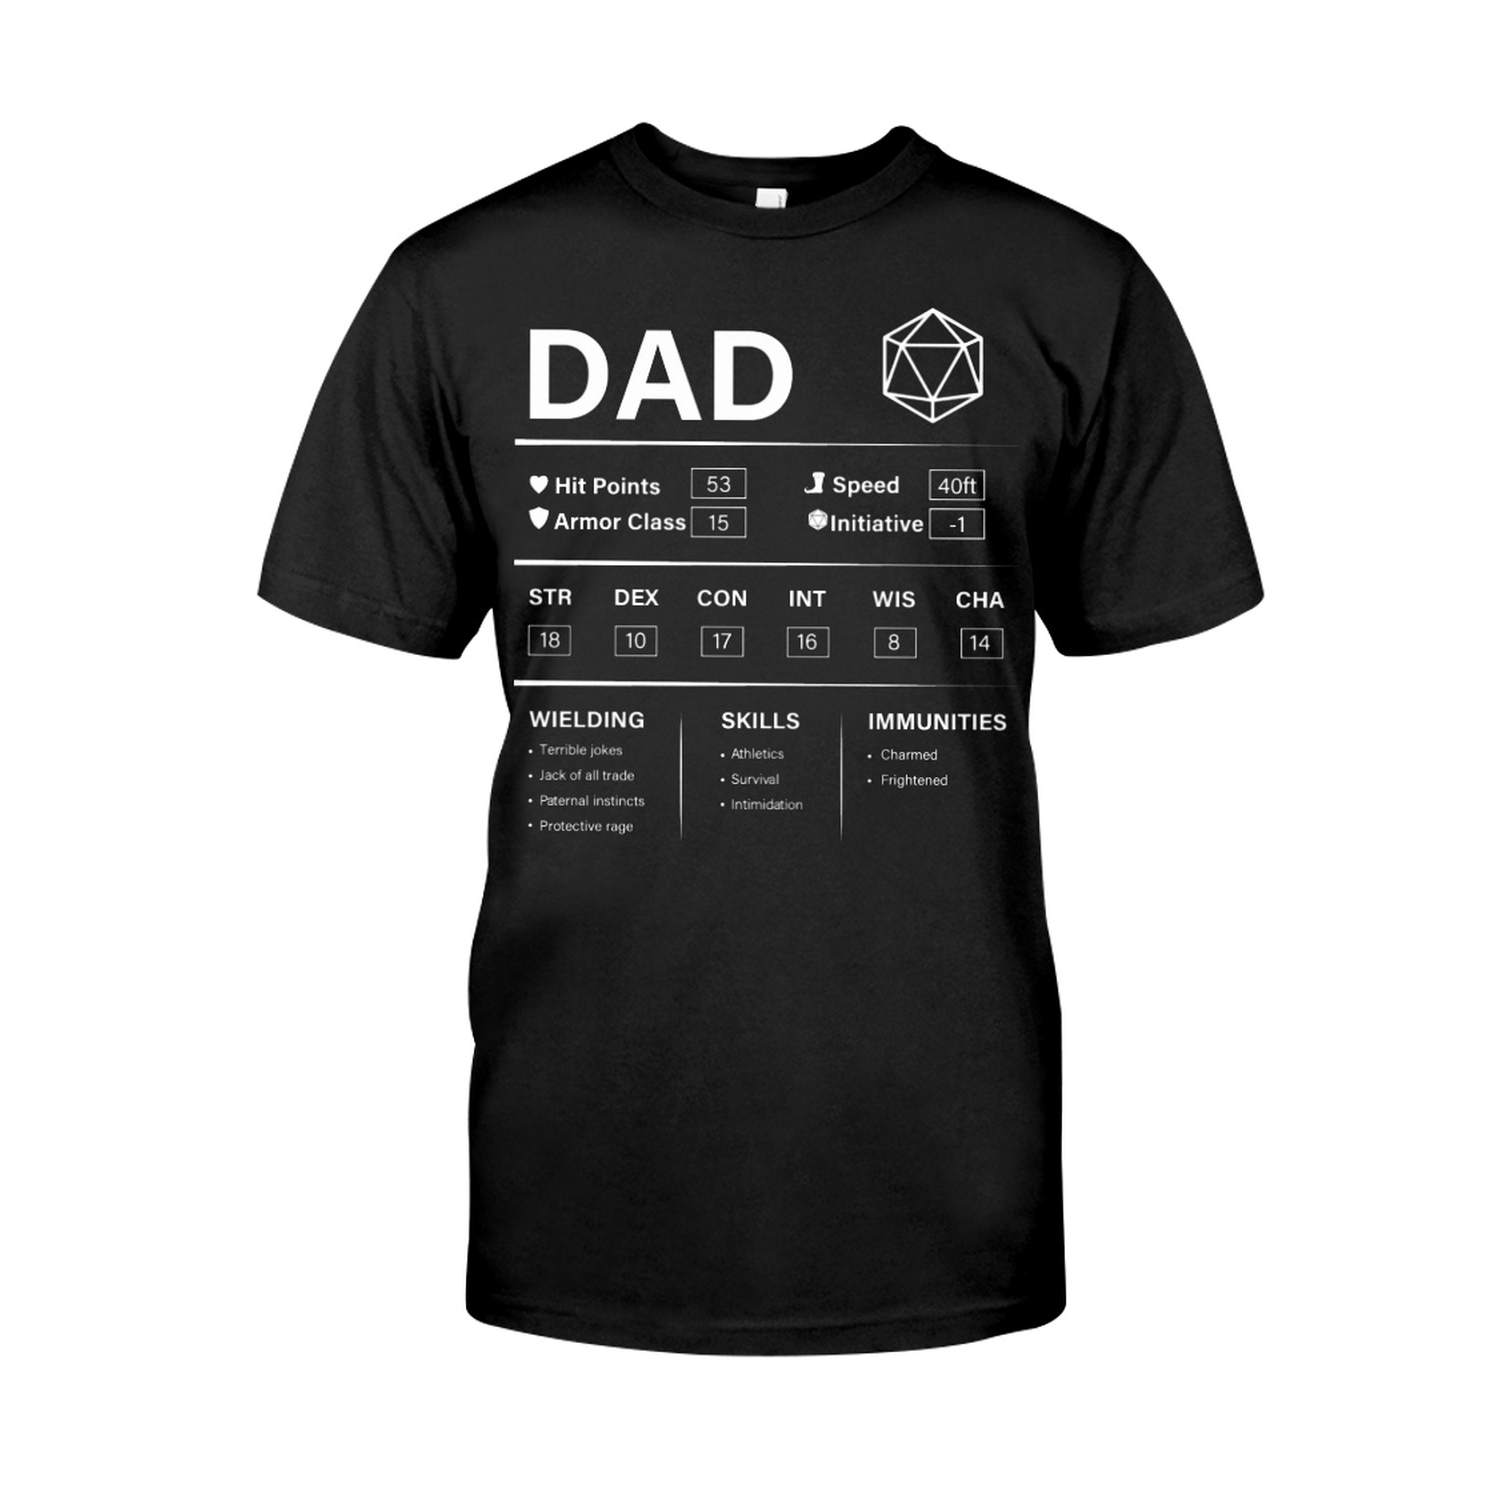 DAD
Hit Points 53
Speed 40ft
Armor Class 15
Initiative -1
STR DEX CON INT WIS CHA
18 10 17 16 8 14
WIELDING
• Terrible jokes
• Jack of all trade
• Paternal instincts
• Protective rage
SKILLS
• Athletics
• Survival
• Intimidation
IMMUNITIES
• Charmed
• Frightened